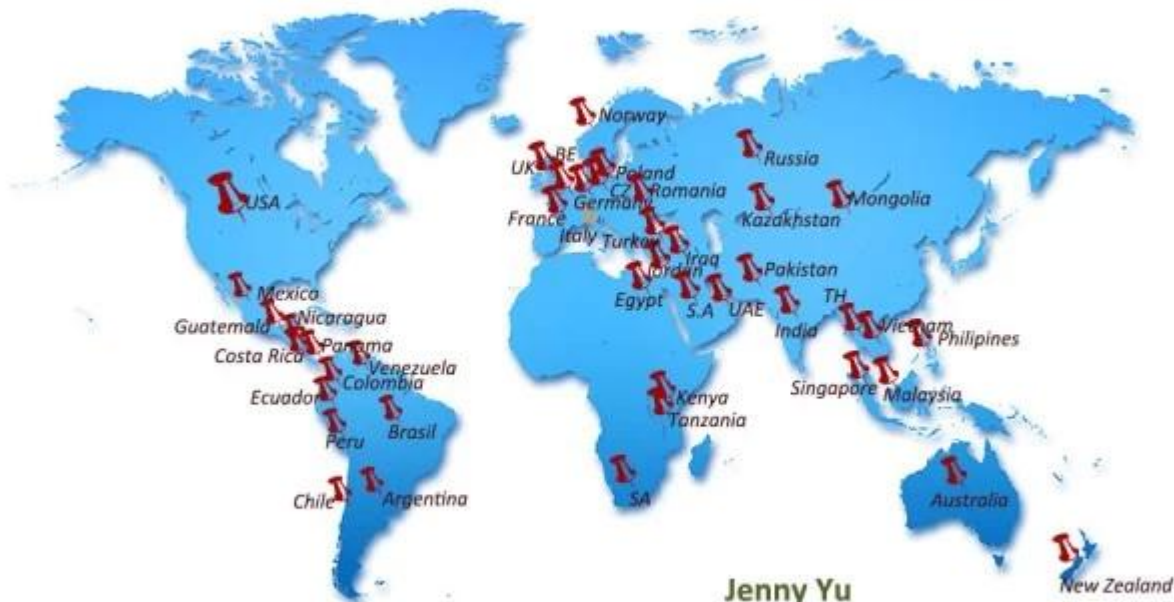 Norway
UK
BE
Poland
Russia
CZ
Romania
USA
Germany
Kazakhstan
Mongolia
France
Italy
Turkey
Iraq
Jordan
Pakistan
Mexico
Egypt
S.A
UAE
India
TH
Vietnam
Philipines
Guatemala
Nicaragua
Costa Rica
Panama
Venezuela
Colombia
Ecuador
Singapore
Malaysia
Kenya
Tanzania
Peru
Brasil
Chile
Argentina
SA
Australia
New Zealand
Jenny Yu